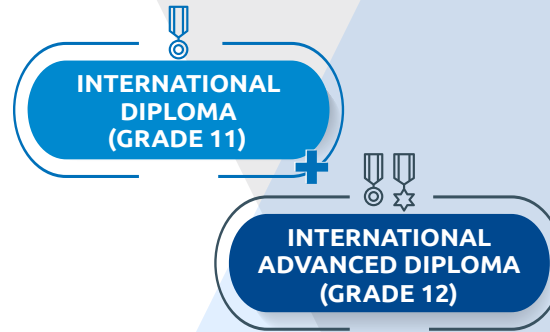 INTERNATIONAL
DIPLOMA
(GRADE 11)
INTERNATIONAL
ADVANCED DIPLOMA
(GRADE 12)